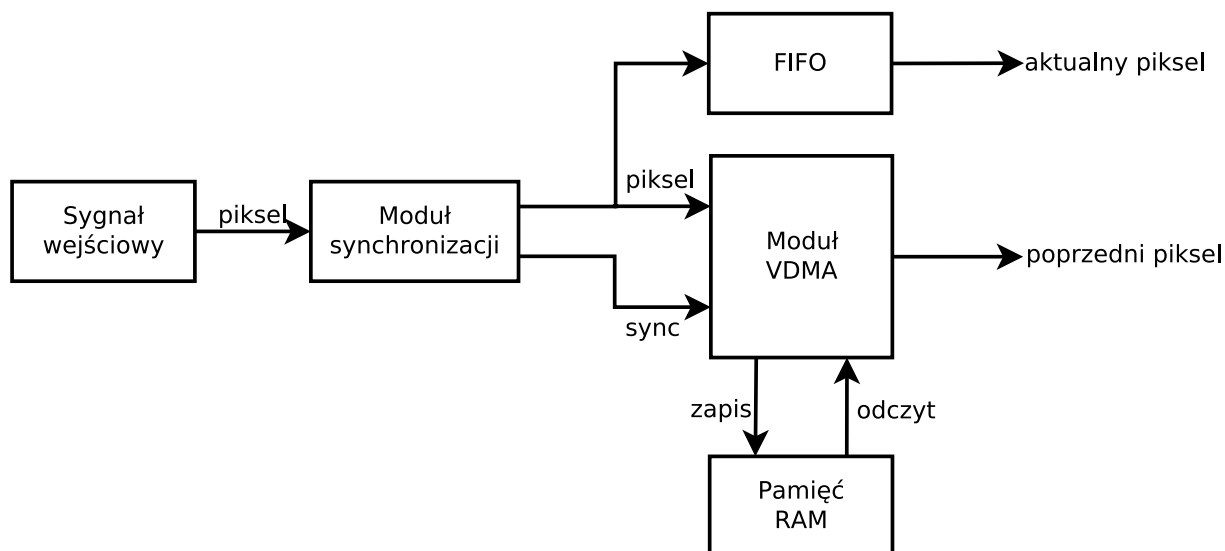 FIFO
aktualny piksel
Sygnał
wejściowy
piksel
Moduł
synchronizacji
piksel
sync
Moduł
VDMA
poprzedni piksel
zapis
odczyt
Pamięć
RAM